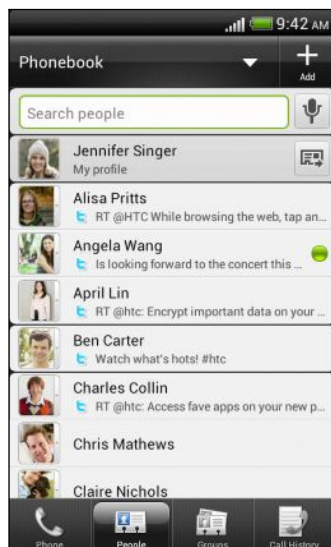 9:42 AM
Phonebook
Add
Search people
Jennifer Singer
My profile
Alisa Pritts
RT @HTC While browsing the web, tap an...
Angela Wang
Is looking forward to the concert this ...
April Lin
RT @htc: Encrypt important data on your ...
Ben Carter
Watch what's hots! #htc
Charles Collin
RT @htc: Access fave apps on your new p...
Chris Mathews
Claire Nichols
Phone
People
Groups
Call History